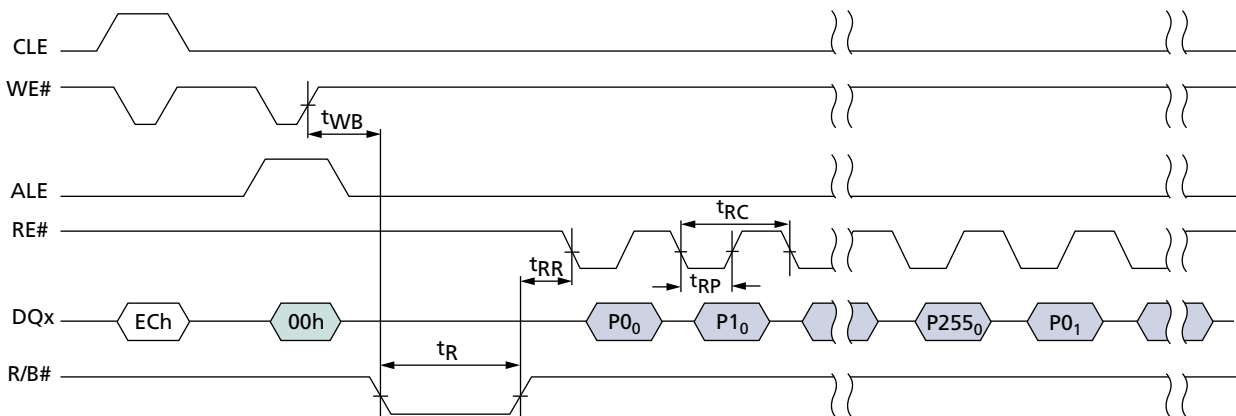 CLE
WE#
tWB
ALE
tRC
RE#
tRR
tRP
DQx ECh 00h P0₀ P1₀ P255₀ P0₁
tR
R/B#